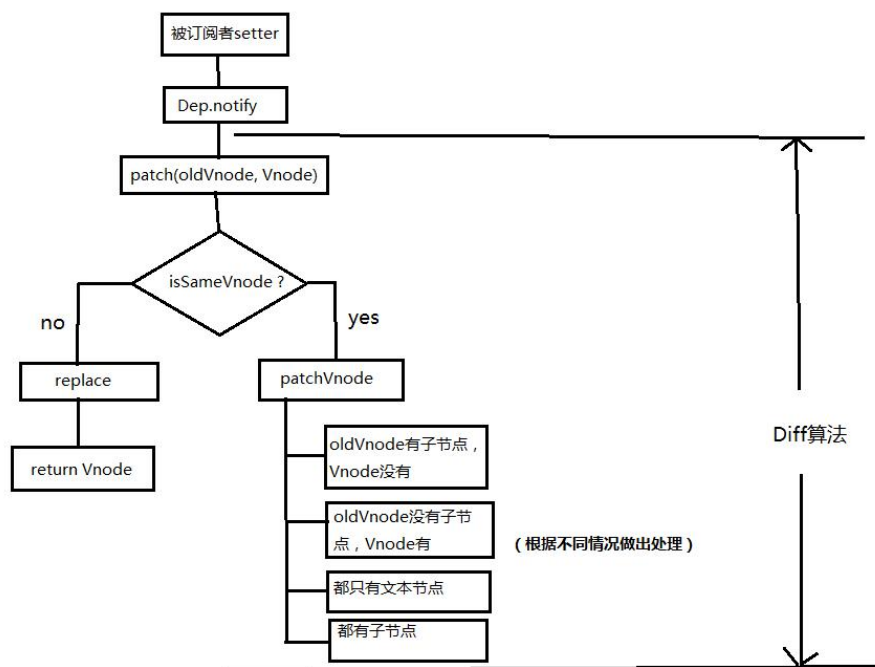 被订阅者setter
Dep.notify
patch(oldVnode, Vnode)
isSameVnode ?
no
yes
replace
patchVnode
return Vnode
oldVnode有子节点，
Vnode没有
oldVnode没有子节
点，Vnode有
（根据不同情况做出处理）
都只有文本节点
都有子节点
Diff算法